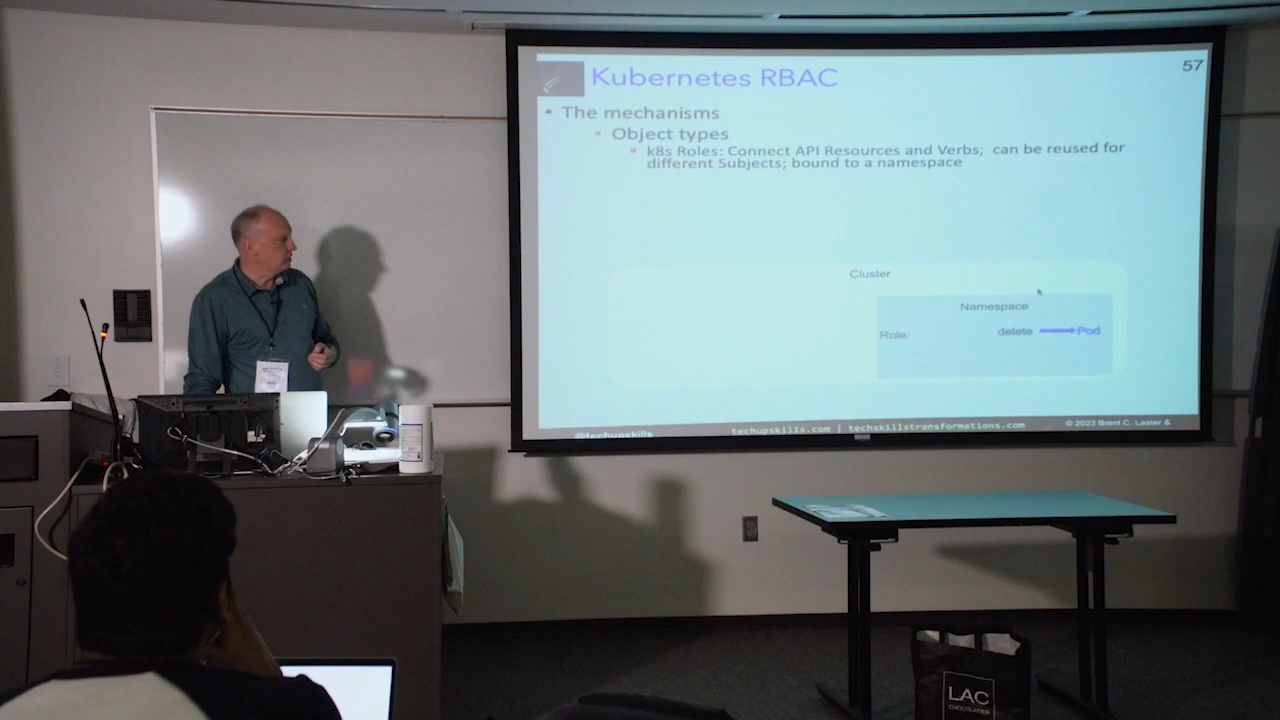 57
Kubernetes RBAC
• The mechanisms
• Object types
k8s Roles: Connect API Resources and Verbs; can be reused for
different Subjects; bound to a namespace
Cluster
Namespace
Role: delete Pod
@techupskills techupskills.com | techskillstransformations.com © 2023 Brent C. Laster &
LAC
CHOCOLATIER